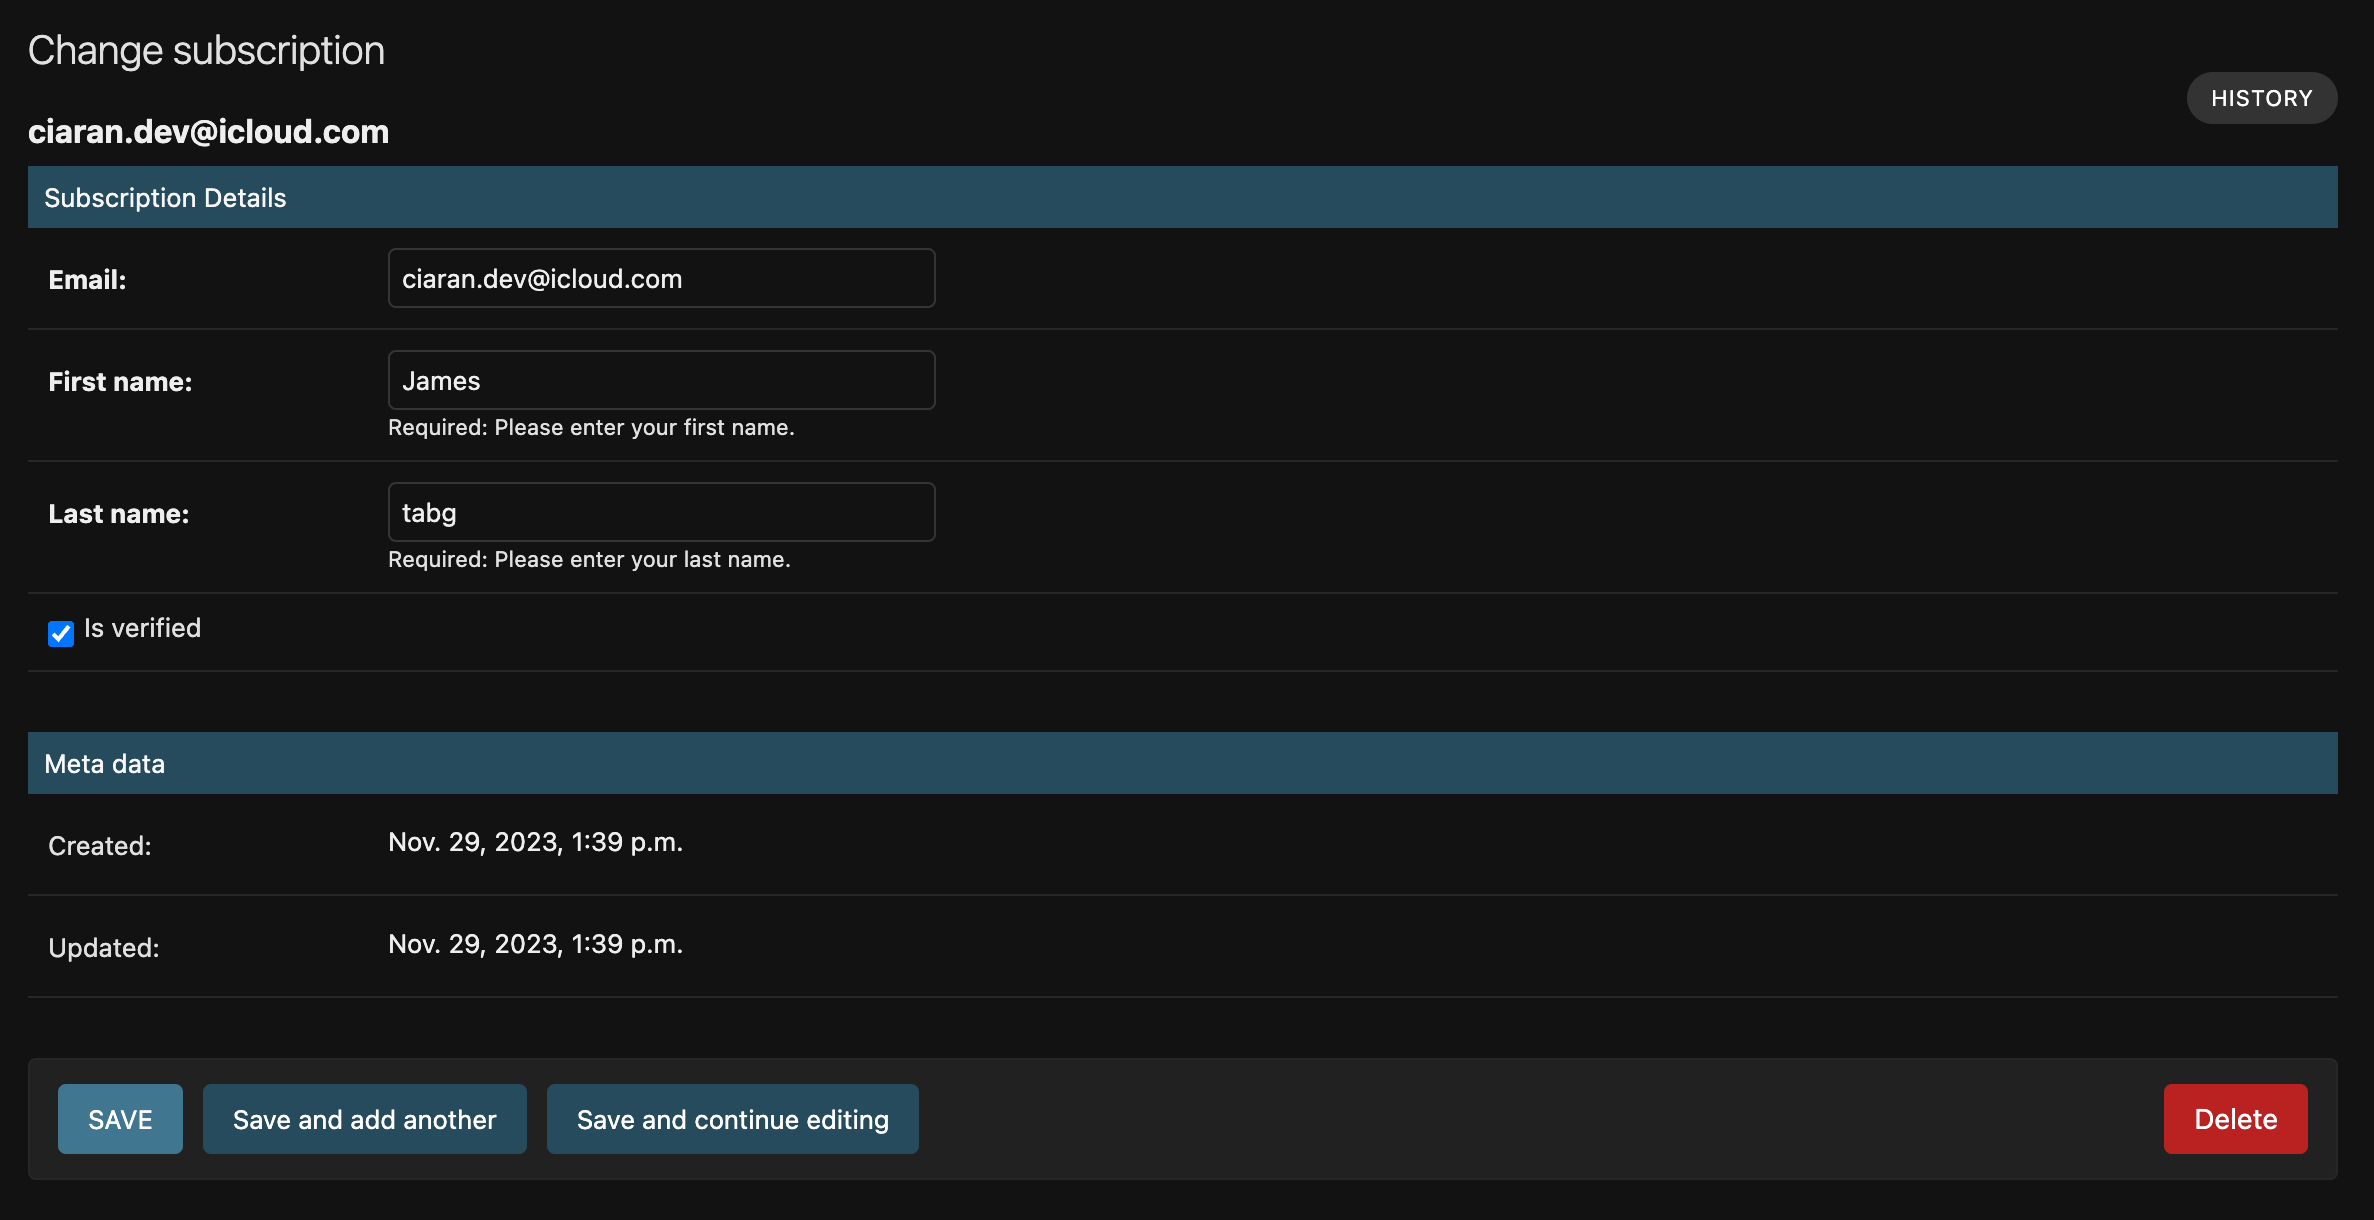 Change subscription
HISTORY
ciaran.dev@icloud.com
Subscription Details
Email: ciaran.dev@icloud.com
First name: James
Required: Please enter your first name.
Last name: tabg
Required: Please enter your last name.
Is verified
Meta data
Created: Nov. 29, 2023, 1:39 p.m.
Updated: Nov. 29, 2023, 1:39 p.m.
SAVE Save and add another Save and continue editing Delete